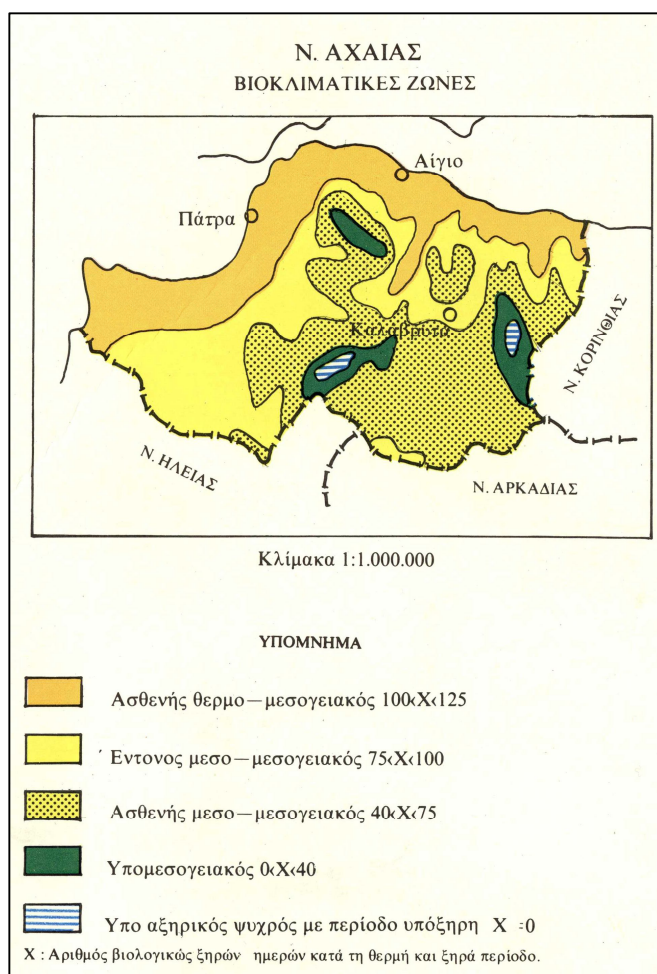 Ν. ΑΧΑΙΑΣ
ΒΙΟΚΛΙΜΑΤΙΚΕΣ ΖΩΝΕΣ
Αίγιο
Πάτρα
Καλάβρυτα
Ν. ΚΟΡΙΝΘΙΑΣ
Ν. ΗΛΕΙΑΣ
Ν. ΑΡΚΑΔΙΑΣ
Κλίμακα 1:1.000.000
ΥΠΟΜΝΗΜΑ
Ασθενής θερμο—μεσογειακός 100<Χ<125
Έντονος μεσο—μεσογειακός 75<Χ<100
Ασθενής μεσο—μεσογειακός 40<Χ<75
Υπομεσογειακός 0<Χ<40
Υπο αξηρικός ψυχρός με περίοδο υπόξηρη Χ =0
Χ : Αριθμός βιολογικώς ξηρών ημερών κατά τη θερμή και ξηρά περίοδο.